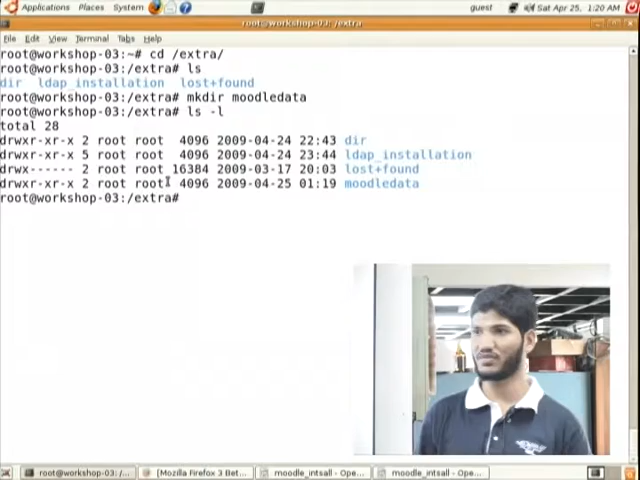 Applications Places System guest Sat Apr 25, 1:20 AM
root@workshop-03: /extra
File Edit View Terminal Tabs Help
root@workshop-03:~# cd /extra/
root@workshop-03:/extra# ls
dir ldap_installation lost+found
root@workshop-03:/extra# mkdir moodledata
root@workshop-03:/extra# ls -l
total 28
drwxr-xr-x 2 root root 4096 2009-04-24 22:43 dir
drwxr-xr-x 5 root root 4096 2009-04-24 23:44 ldap_installation
drwx------ 2 root root 16384 2009-03-17 20:03 lost+found
drwxr-xr-x 2 root root 4096 2009-04-25 01:19 moodledata
root@workshop-03:/extra#
root@workshop-03: /... [Mozilla Firefox 3 Bet... moodle_intsall - Ope... moodle_intsall - Ope...